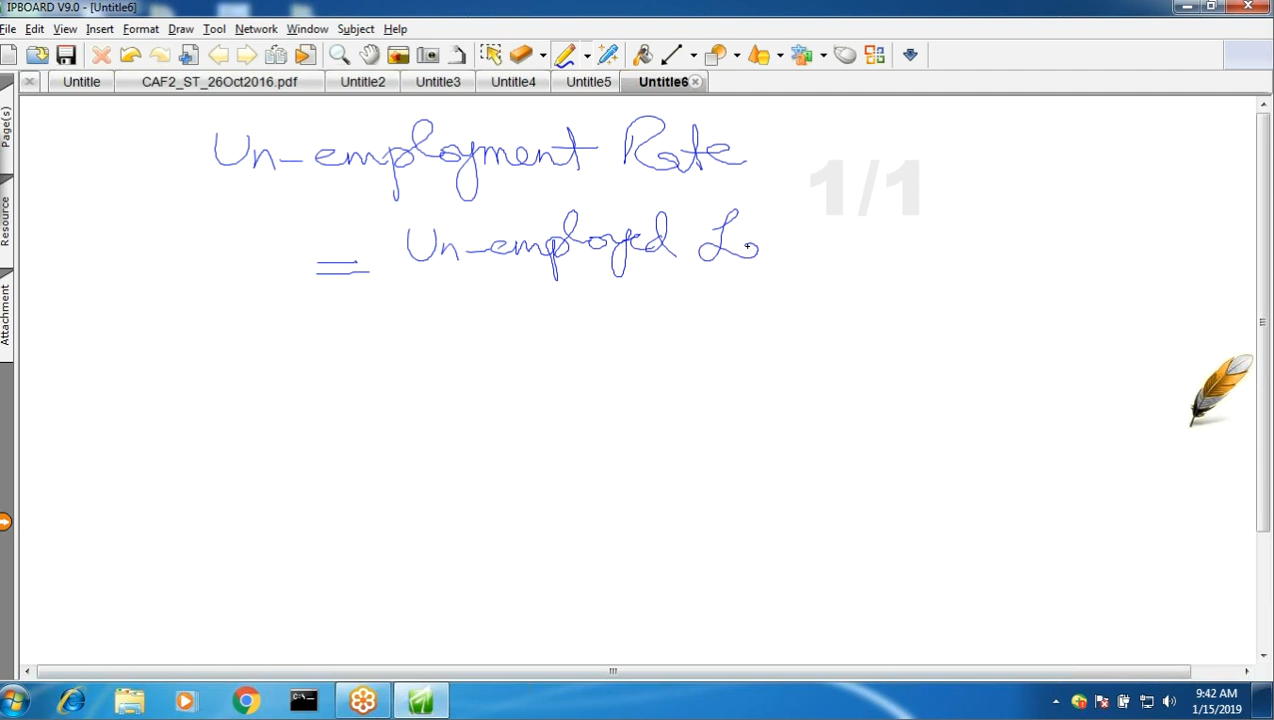 IPBOARD V9.0 - [Untitle6]
File Edit View Insert Format Draw Tool Network Window Subject Help
Untitle CAF2_ST_26Oct2016.pdf Untitle2 Untitle3 Untitle4 Untitle5 Untitle6
Page(s)
Resource
Attachment
Un-employment Rate
1/1
= Un-employed Lo
9:42 AM
1/15/2019